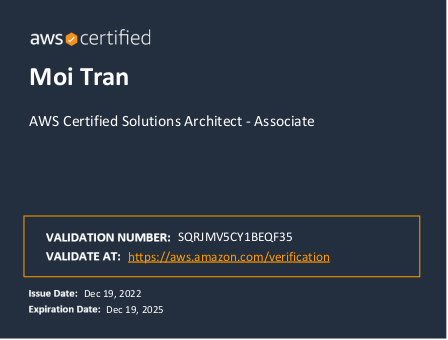 aws certified
Moi Tran
AWS Certified Solutions Architect - Associate
VALIDATION NUMBER: SQRJMV5CY1BEQF35
VALIDATE AT: https://aws.amazon.com/verification
Issue Date: Dec 19, 2022
Expiration Date: Dec 19, 2025